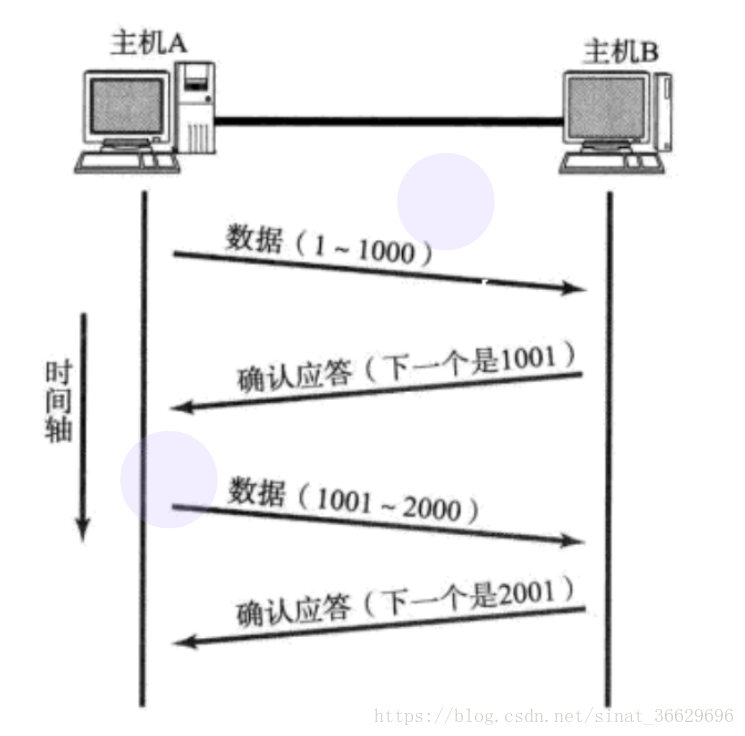 主机A
主机B
数据（1～1000）
确认应答（下一个是1001）
时间轴
数据（1001～2000）
确认应答（下一个是2001）
https://blog.csdn.net/sinat_36629696